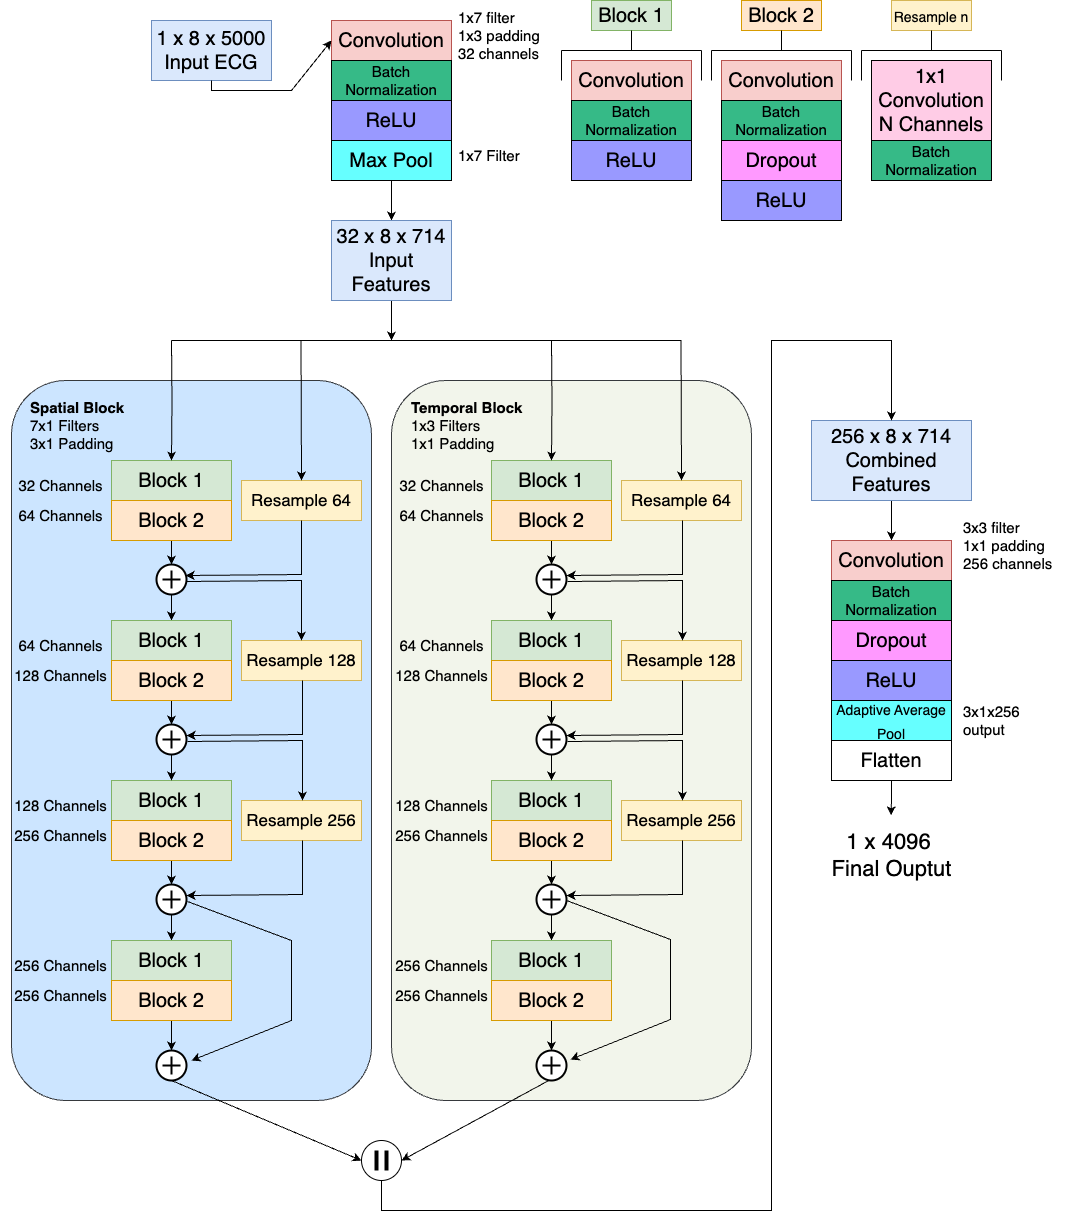 1 x 8 x 5000
Input ECG
Convolution
Batch
Normalization
ReLU
Max Pool
1x7 filter
1x3 padding
32 channels
1x7 Filter
Block 1
Convolution
Batch
Normalization
ReLU
Block 2
Convolution
Batch
Normalization
Dropout
ReLU
Resample n
1x1
Convolution
N Channels
Batch
Normalization
32 x 8 x 714
Input
Features
Spatial Block
7x1 Filters
3x1 Padding
32 Channels
64 Channels
Block 1
Block 2
Resample 64
64 Channels
128 Channels
Block 1
Block 2
Resample 128
128 Channels
256 Channels
Block 1
Block 2
Resample 256
256 Channels
256 Channels
Block 1
Block 2
Temporal Block
1x3 Filters
1x1 Padding
32 Channels
64 Channels
Block 1
Block 2
Resample 64
64 Channels
128 Channels
Block 1
Block 2
Resample 128
128 Channels
256 Channels
Block 1
Block 2
Resample 256
256 Channels
256 Channels
Block 1
Block 2
256 x 8 x 714
Combined
Features
3x3 filter
1x1 padding
256 channels
Convolution
Batch
Normalization
Dropout
ReLU
Adaptive Average
Pool
3x1x256
output
Flatten
1 x 4096
Final Ouptut